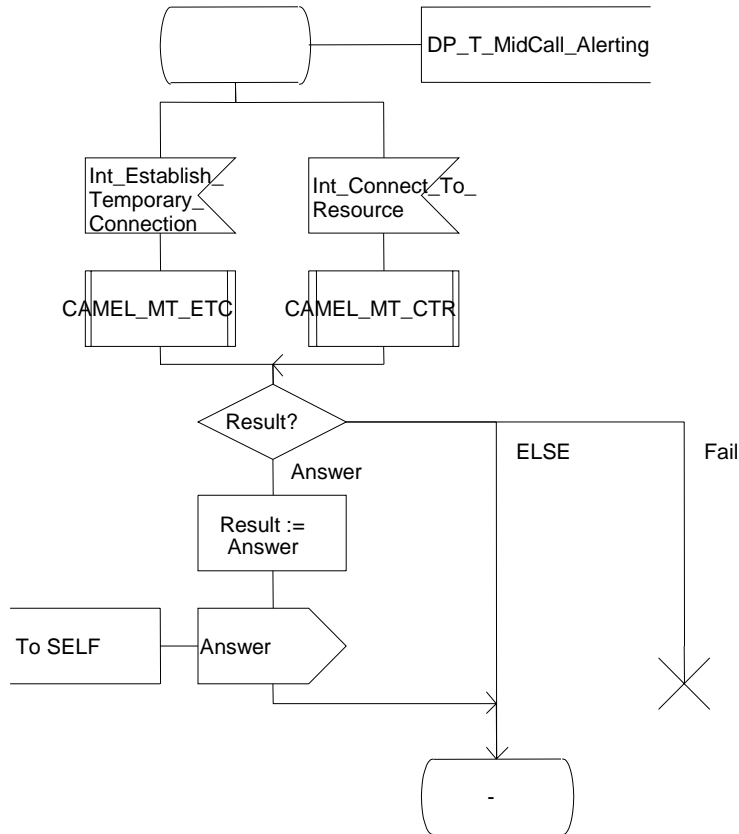 DP_T_MidCall_Alerting
Int_Establish_
Temporary_
Connection
Int_Connect_To_
Resource
CAMEL_MT_ETC
CAMEL_MT_CTR
Result?
ELSE
Fail
Answer
Result :=
Answer
To SELF
Answer
-